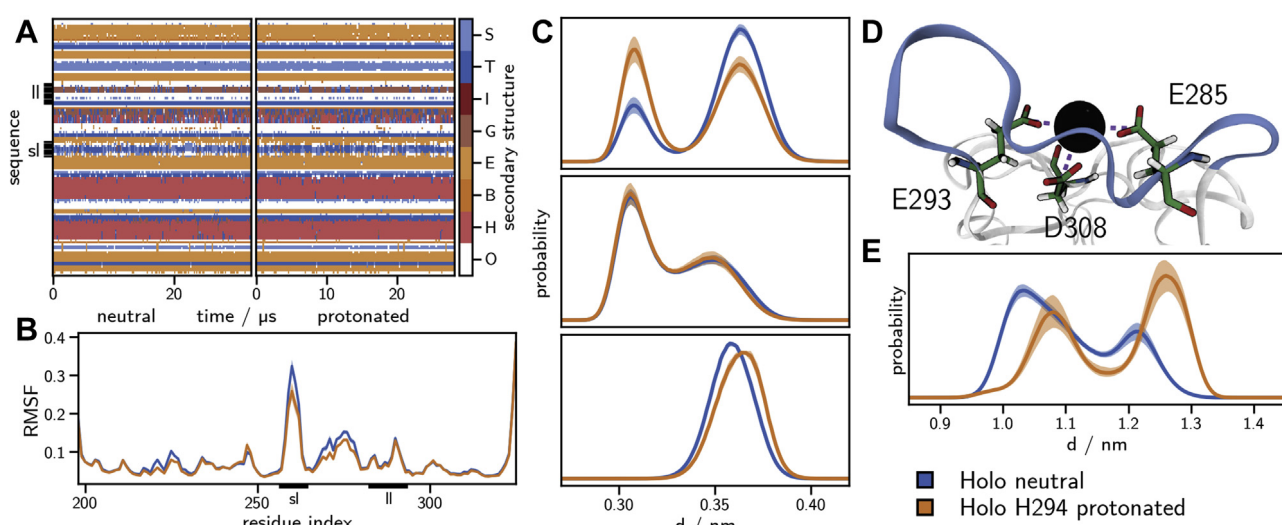 A
sequence
ll
sl
0
20
0
20
neutral
time / µs
protonated
S
T
I
G
E
B
H
O
secondary structure
B
RMSF
0.4
0.3
0.2
0.1
200
250
300
sl
ll
residue index
C
probability
0.30
0.35
0.40
d / nm
D
E285
E293
D308
E
probability
0.9
1.0
1.1
1.2
1.3
1.4
d / nm
Holo neutral
Holo H294 protonated